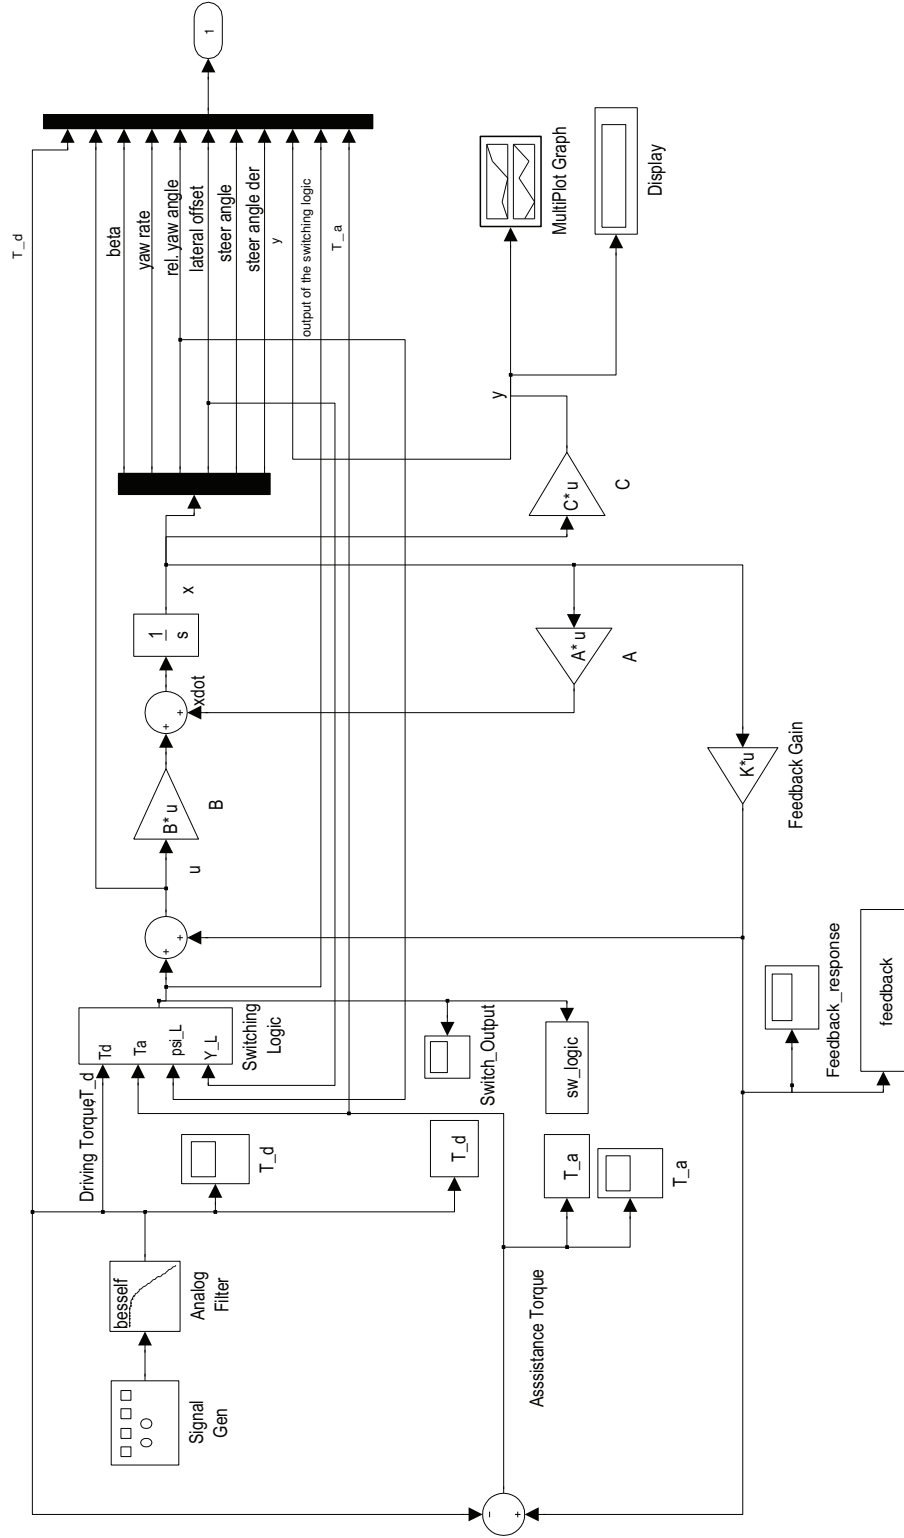 Signal
Gen
besself
Analog
Filter
Driving Torque,T_d
Td
Ta
psi_L
Y_L
Switching
Logic
T_d
T_d
Switch_Output
sw_logic
T_a
T_a
Asssistance Torque
−
+
+
+
u
B* u
B
+
+
xdot
1
s
x
A* u
A
C* u
C
y
K*u
Feedback Gain
Feedback_response
feedback
T_d
beta
yaw rate
rel. yaw angle
lateral offset
steer angle
steer angle der
y
output of the switching logic
T_a
1
MultiPlot Graph
Display